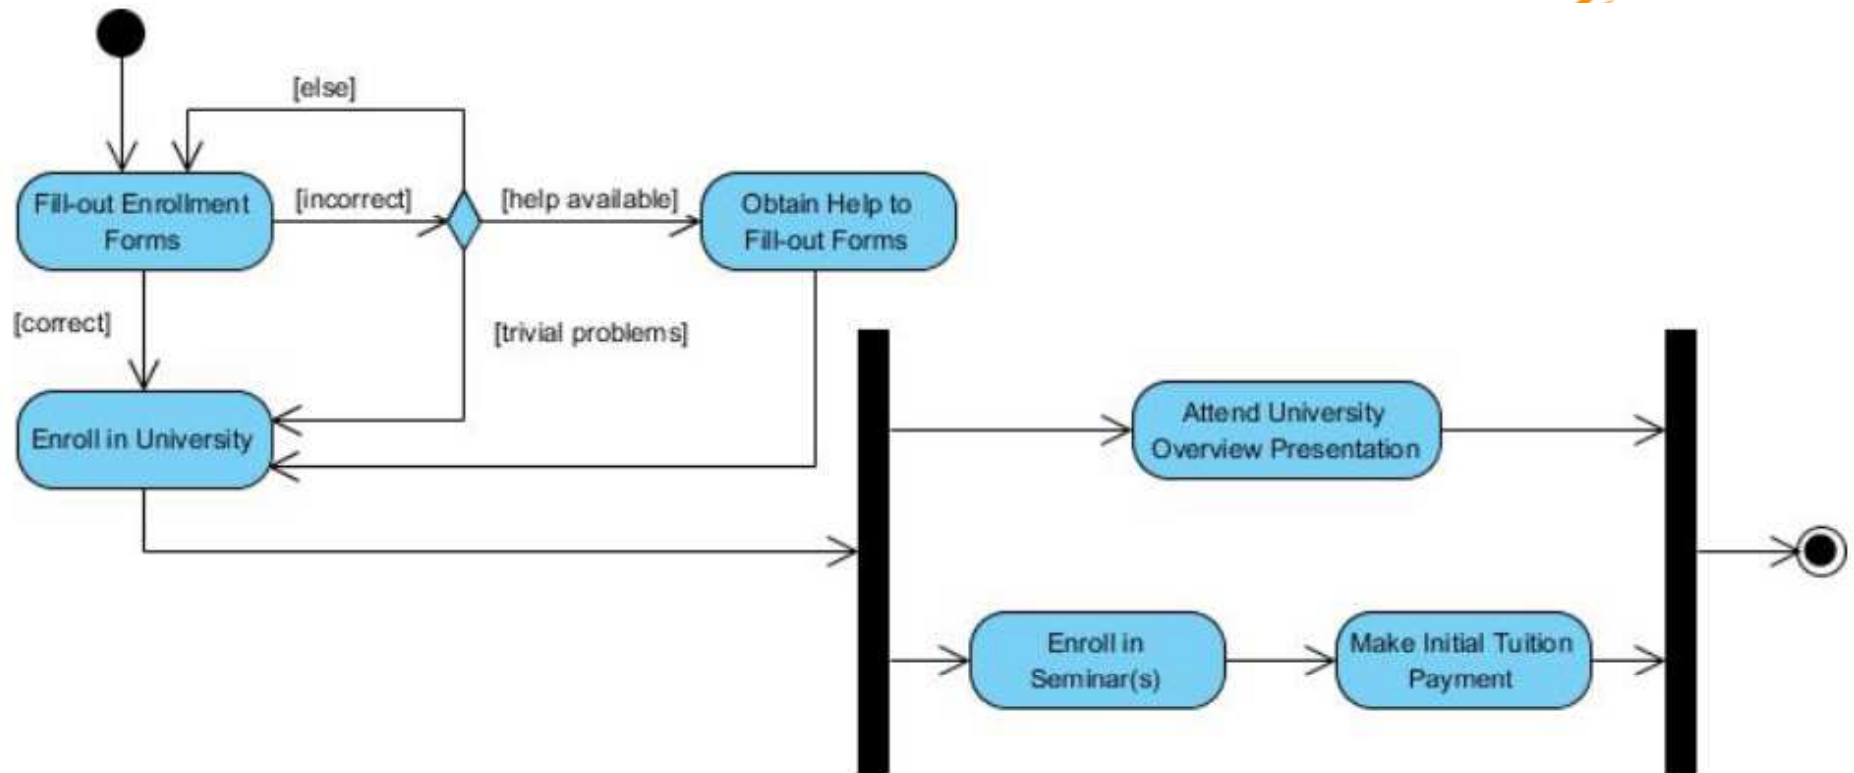 [else]
Fill-out Enrollment
Forms
[incorrect]
[help available]
Obtain Help to
Fill-out Forms
[correct]
[trivial problems]
Enroll in University
Attend University
Overview Presentation
Enroll in
Seminar(s)
Make Initial Tuition
Payment